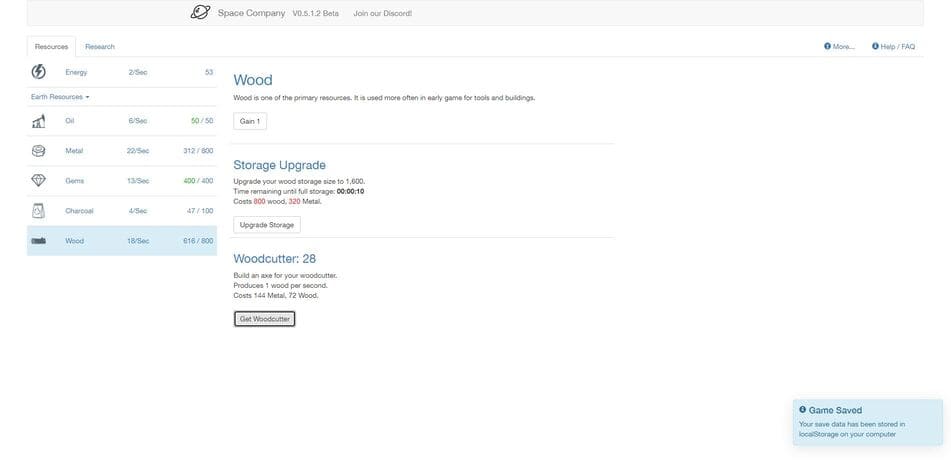 Space Company V0.5.1.2 Beta Join our Discord!
Resources Research More... Help / FAQ
Energy 2/Sec 53
Earth Resources
Oil 6/Sec 50 / 50
Metal 22/Sec 312 / 800
Gems 13/Sec 400 / 400
Charcoal 4/Sec 47 / 100
Wood 18/Sec 616 / 800
Wood
Wood is one of the primary resources. It is used more often in early game for tools and buildings.
Gain 1
Storage Upgrade
Upgrade your wood storage size to 1,600.
Time remaining until full storage: 00:00:10
Costs 800 wood, 320 Metal.
Upgrade Storage
Woodcutter: 28
Build an axe for your woodcutter.
Produces 1 wood per second.
Costs 144 Metal, 72 Wood.
Get Woodcutter
Game Saved
Your save data has been stored in
localStorage on your computer